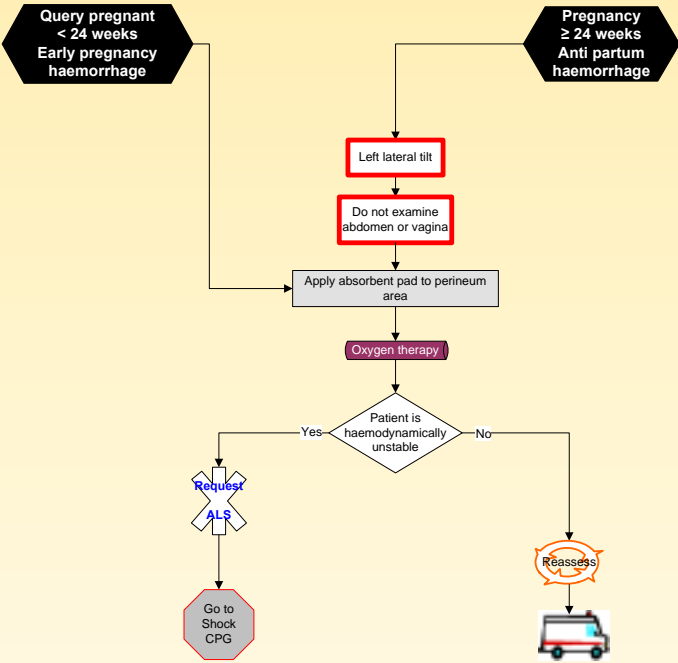 Query pregnant
< 24 weeks
Early pregnancy
haemorrhage
Pregnancy
≥ 24 weeks
Anti partum
haemorrhage
Left lateral tilt
Do not examine
abdomen or vagina
Apply absorbent pad to perineum
area
Oxygen therapy
Patient is
haemodynamically
unstable
Yes
No
Request
ALS
Reassess
Go to
Shock
CPG